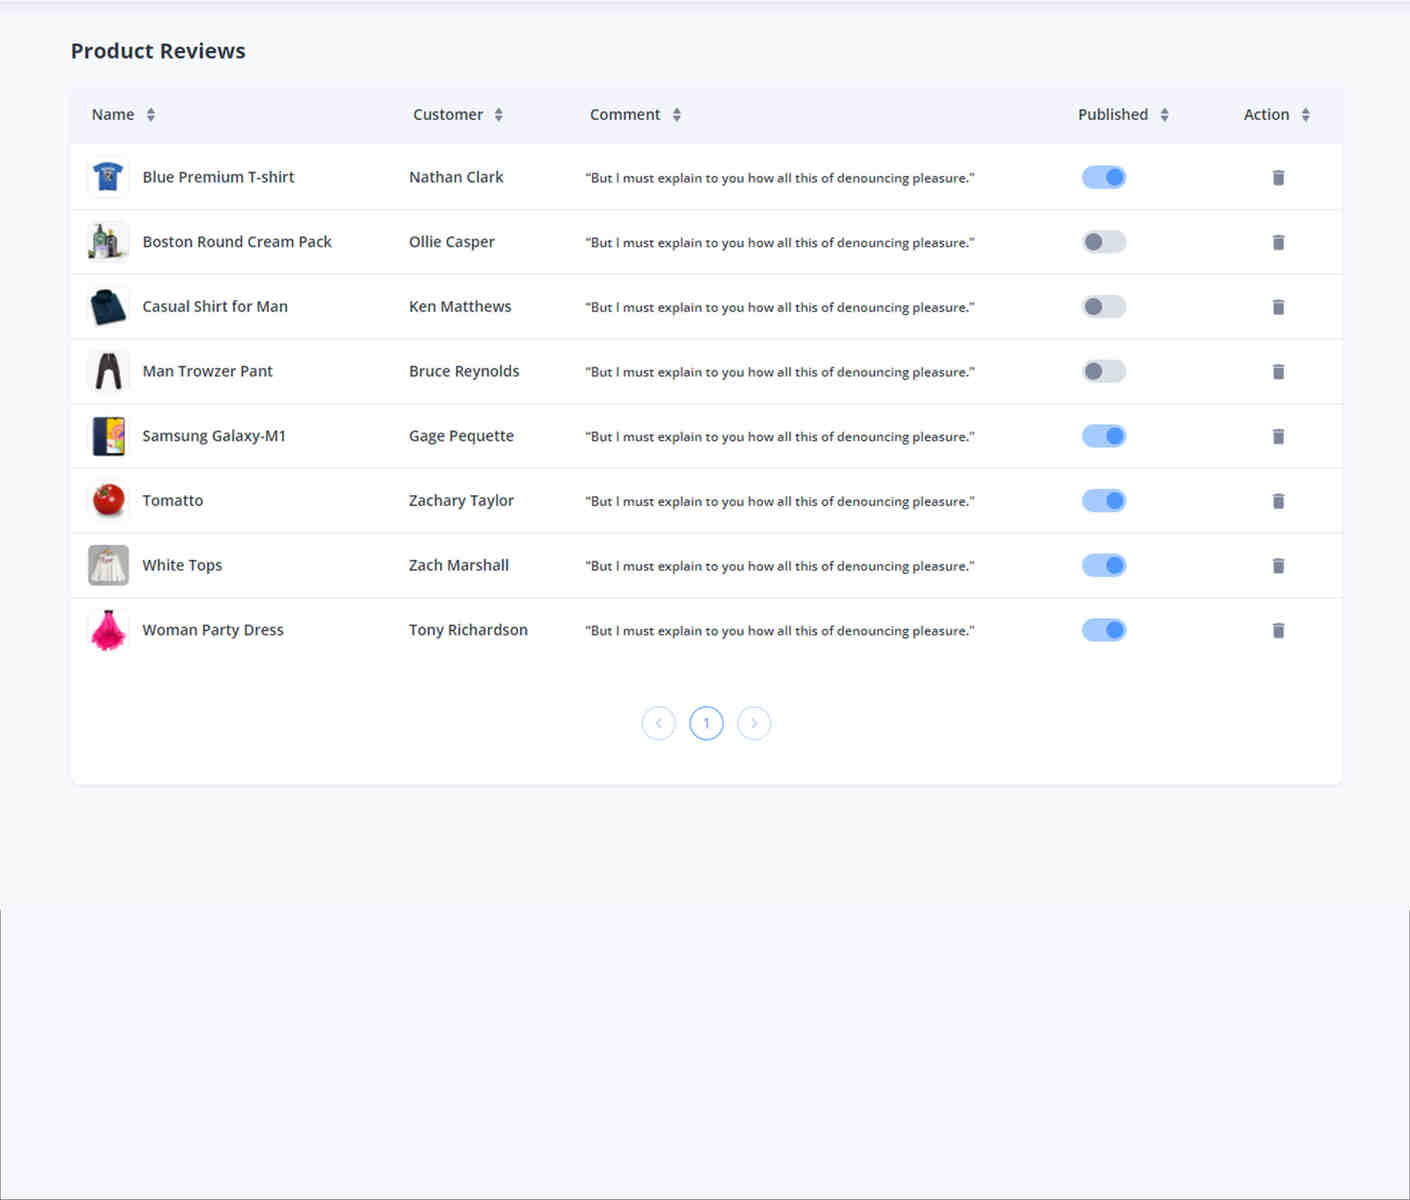 Product Reviews
Name Customer Comment Published Action
Blue Premium T-shirt Nathan Clark “But I must explain to you how all this of denouncing pleasure.”
Boston Round Cream Pack Ollie Casper “But I must explain to you how all this of denouncing pleasure.”
Casual Shirt for Man Ken Matthews “But I must explain to you how all this of denouncing pleasure.”
Man Trowzer Pant Bruce Reynolds “But I must explain to you how all this of denouncing pleasure.”
Samsung Galaxy-M1 Gage Pequette “But I must explain to you how all this of denouncing pleasure.”
Tomatto Zachary Taylor “But I must explain to you how all this of denouncing pleasure.”
White Tops Zach Marshall “But I must explain to you how all this of denouncing pleasure.”
Woman Party Dress Tony Richardson “But I must explain to you how all this of denouncing pleasure.”
1